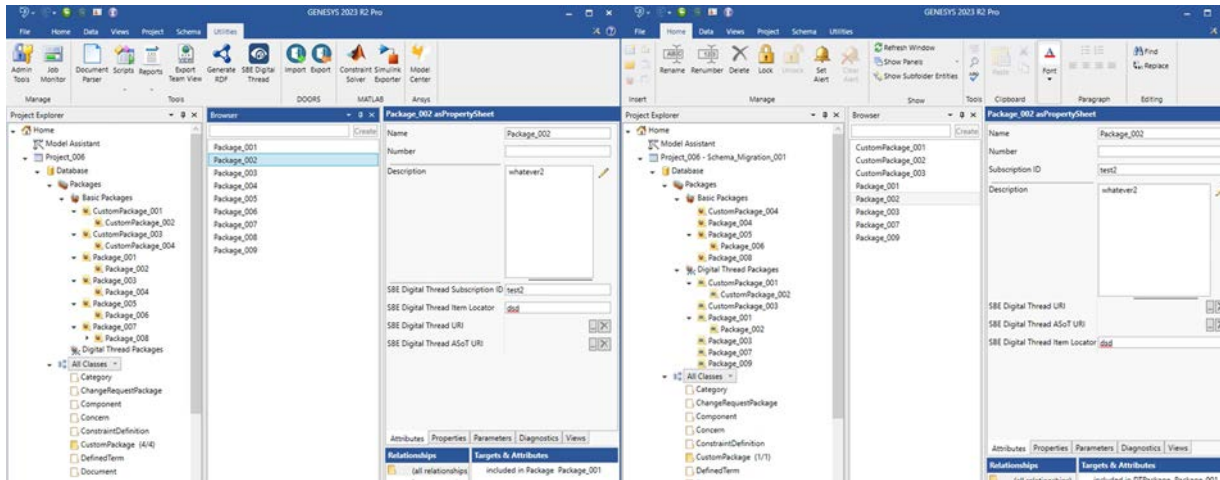 GENESYS 2023 R2 Pro
File Home Data Views Project Schema Utilities
Admin Tools
Job Monitor
Document Parser
Scripts
Reports
Export Team View
Generate RDF
SBE Digital Thread
Import
Export
Constraint Solver
Simulink Exporter
Model Center
Manage Tools DOORS MATLAB Ansys
Project Explorer
Home
Model Assistant
Project_006
Database
Packages
Basic Packages
CustomPackage_001
CustomPackage_002
CustomPackage_003
CustomPackage_004
Package_001
Package_002
Package_003
Package_004
Package_005
Package_006
Package_007
Package_008
Digital Thread Packages
All Classes
Category
ChangeRequestPackage
Component
Concern
ConstraintDefinition
CustomPackage (4/4)
DefinedTerm
Document
Browser
Create
Package_001
Package_002
Package_003
Package_004
Package_005
Package_006
Package_007
Package_008
Package_009
Package_002 asPropertySheet
Name Package_002
Number
Description whatever2
SBE Digital Thread Subscription ID test2
SBE Digital Thread Item Locator dsd
SBE Digital Thread URI
SBE Digital Thread ASoT URI
Attributes Properties Parameters Diagnostics Views
Relationships Targets & Attributes
(all relationships) included in Package Package_001
GENESYS 2023 R2 Pro
File Home Data Views Project Schema Utilities
Rename
Renumber
Delete
Lock
Unlock
Set Alert
Clear Alert
Refresh Window
Show Panels
Show Subfolder Entities
Paste
Font
Find
Replace
Insert Manage Show Tools Clipboard Paragraph Editing
Project Explorer
Home
Model Assistant
Project_006 - Schema_Migration_001
Database
Packages
Basic Packages
CustomPackage_004
Package_004
Package_005
Package_006
Package_008
Digital Thread Packages
CustomPackage_001
CustomPackage_002
CustomPackage_003
Package_001
Package_002
Package_003
Package_007
Package_009
All Classes
Category
ChangeRequestPackage
Component
Concern
ConstraintDefinition
CustomPackage (1/1)
DefinedTerm
Browser
Create
CustomPackage_001
CustomPackage_002
CustomPackage_003
Package_001
Package_002
Package_003
Package_007
Package_009
Package_002 asPropertySheet
Name Package_002
Number
Subscription ID test2
Description whatever2
SBE Digital Thread URI
SBE Digital Thread ASoT URI
SBE Digital Thread Item Locator dsd
Attributes Properties Parameters Diagnostics Views
Relationships Targets & Attributes
included in DTPackage Package_001